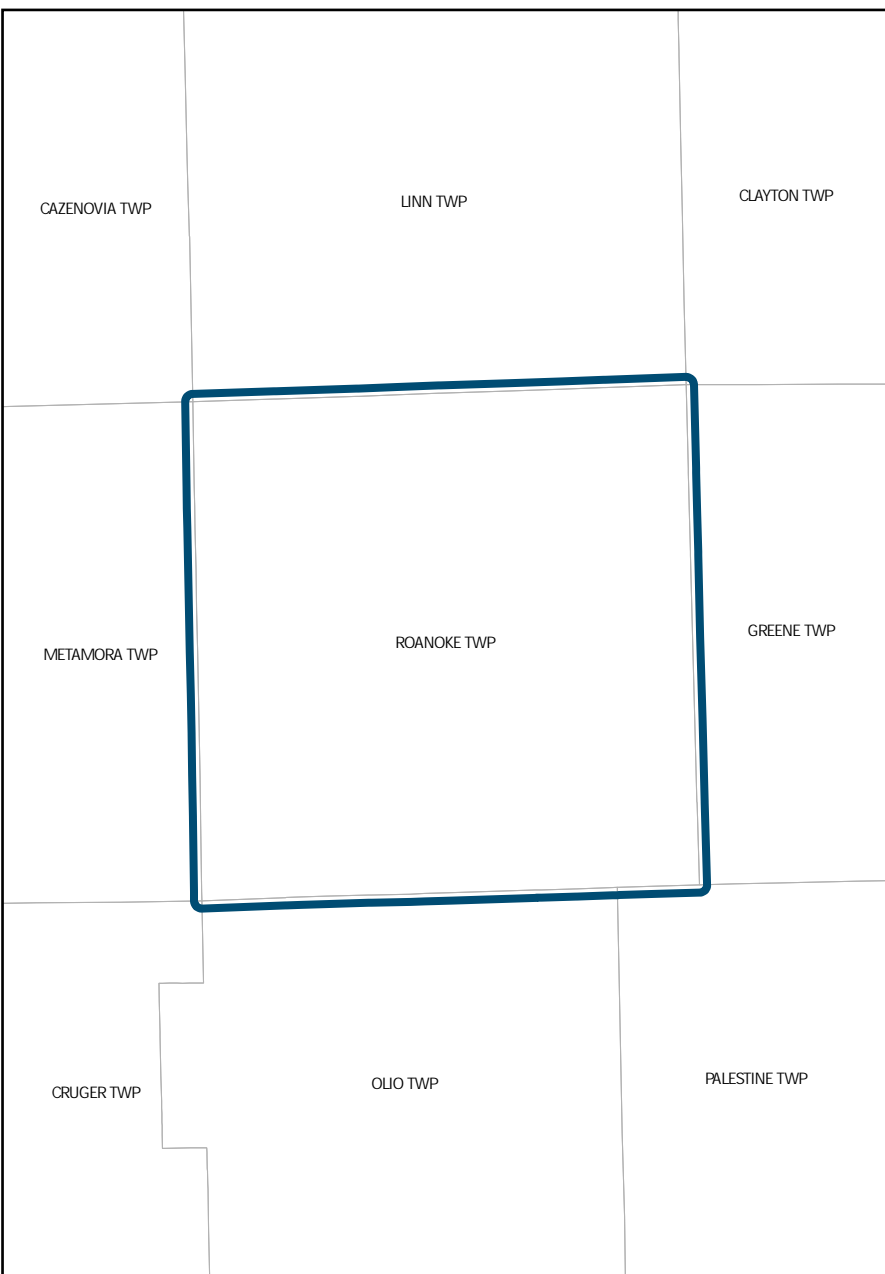 CAZENOVIA TWP
LINN TWP
CLAYTON TWP
METAMORA TWP
ROANOKE TWP
GREENE TWP
CRUGER TWP
OLIO TWP
PALESTINE TWP